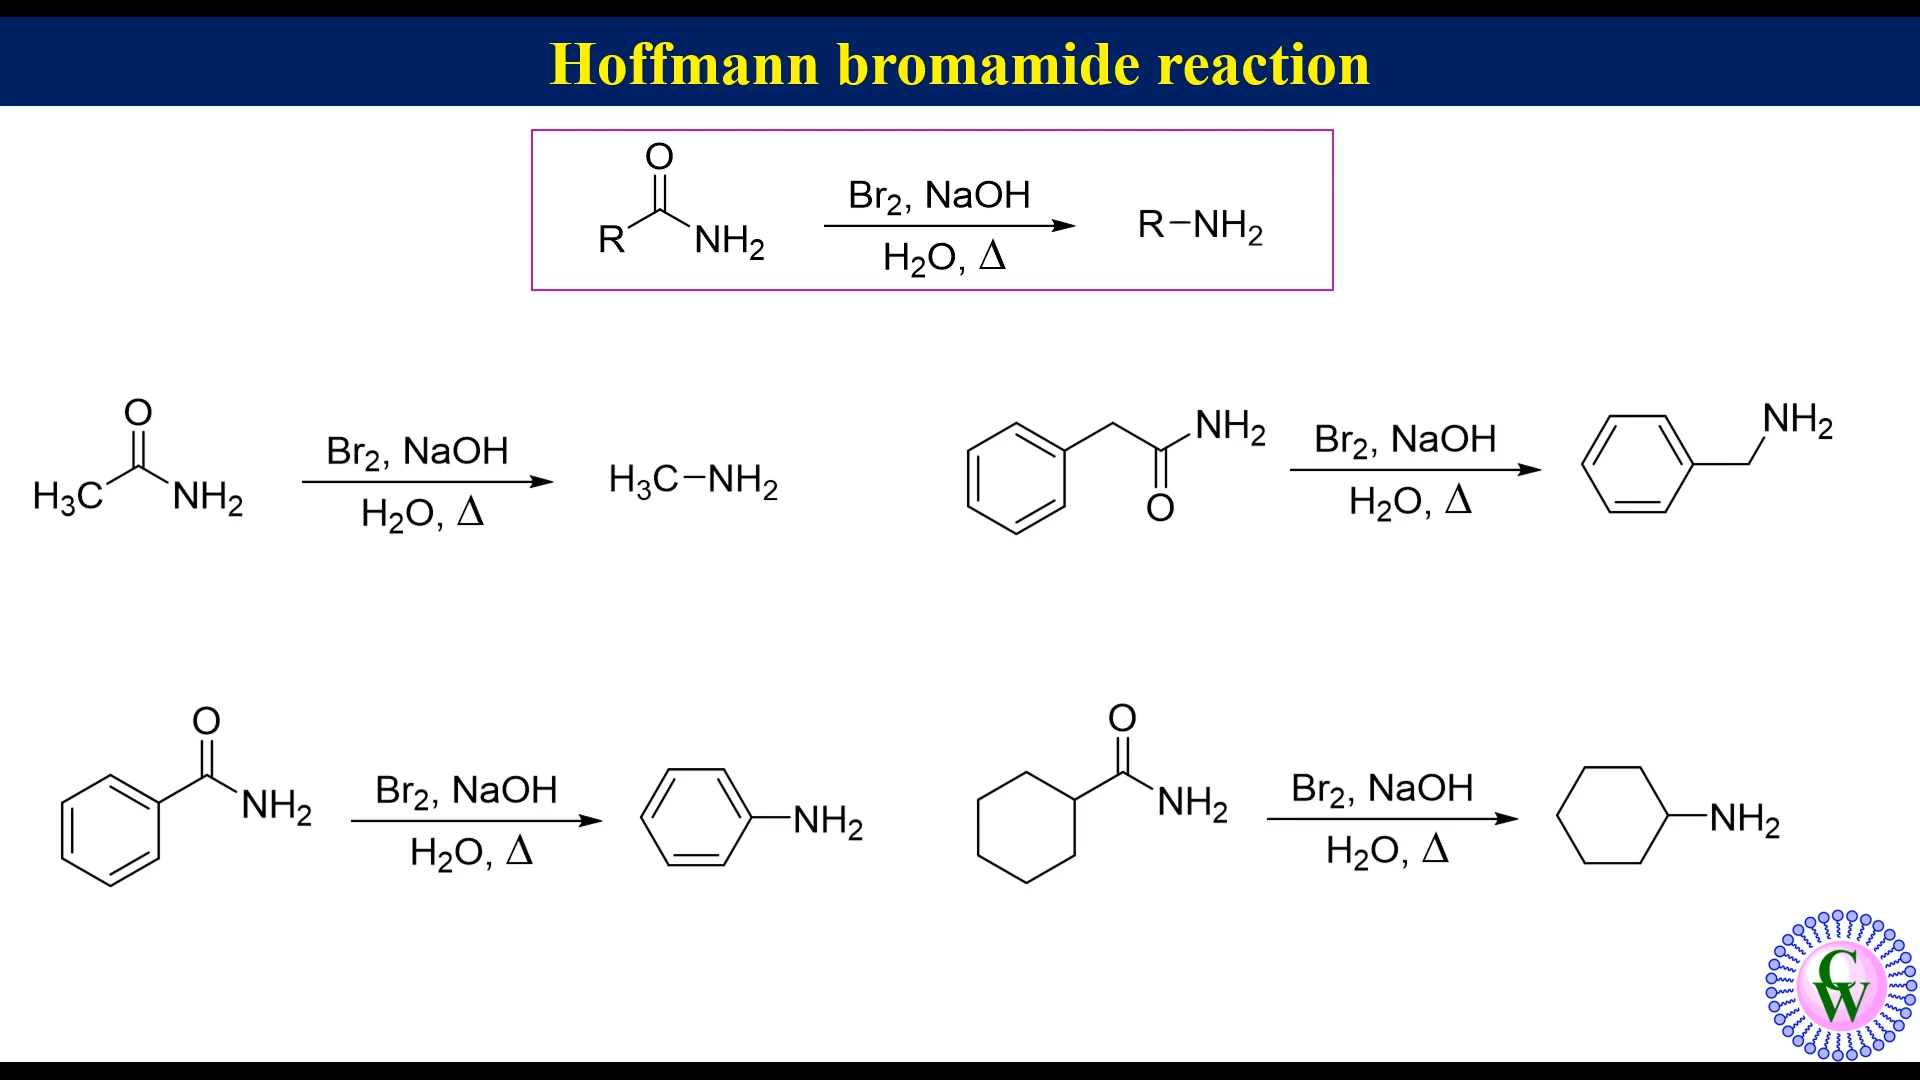 Hoffmann bromamide reaction
O
R NH2
Br2, NaOH
H2O, Δ
R–NH2
O
H3C NH2
Br2, NaOH
H2O, Δ
H3C–NH2
NH2
O
Br2, NaOH
H2O, Δ
NH2
O
NH2
Br2, NaOH
H2O, Δ
NH2
O
NH2
Br2, NaOH
H2O, Δ
NH2
CW